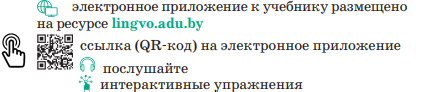 электронное приложение к учебнику размещено
на ресурсе lingvo.adu.by
ссылка (QR-код) на электронное приложение
послушайте
интерактивные упражнения